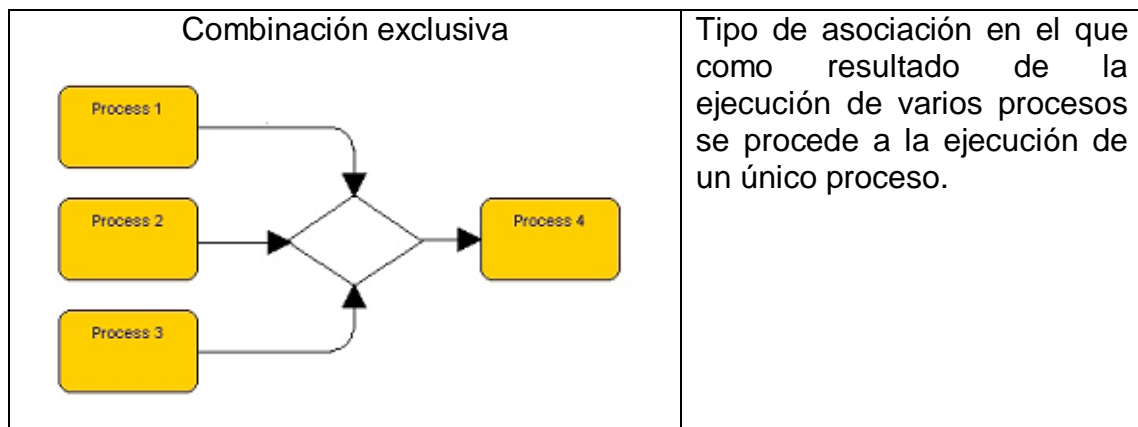 Combinación exclusiva
Process 1
Process 2
Process 3
Process 4
Tipo de asociación en el que
como resultado de la
ejecución de varios procesos
se procede a la ejecución de
un único proceso.